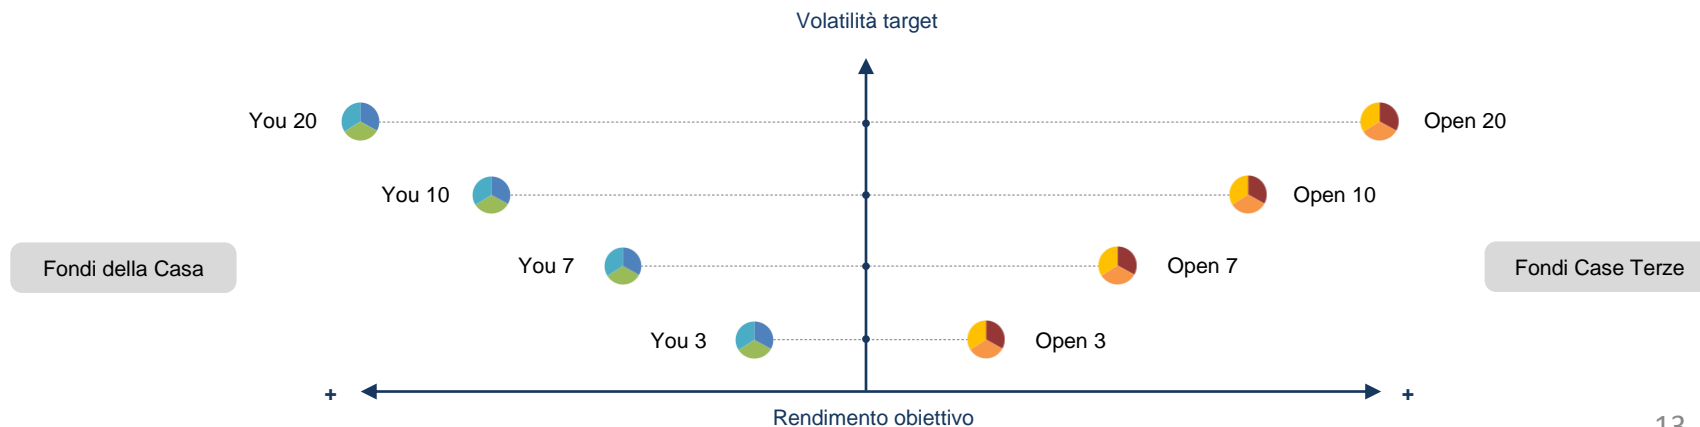 Volatilità target
You 20
Open 20
You 10
Open 10
Fondi della Casa
You 7
Open 7
Fondi Case Terze
You 3
Open 3
+
+
Rendimento obiettivo
13